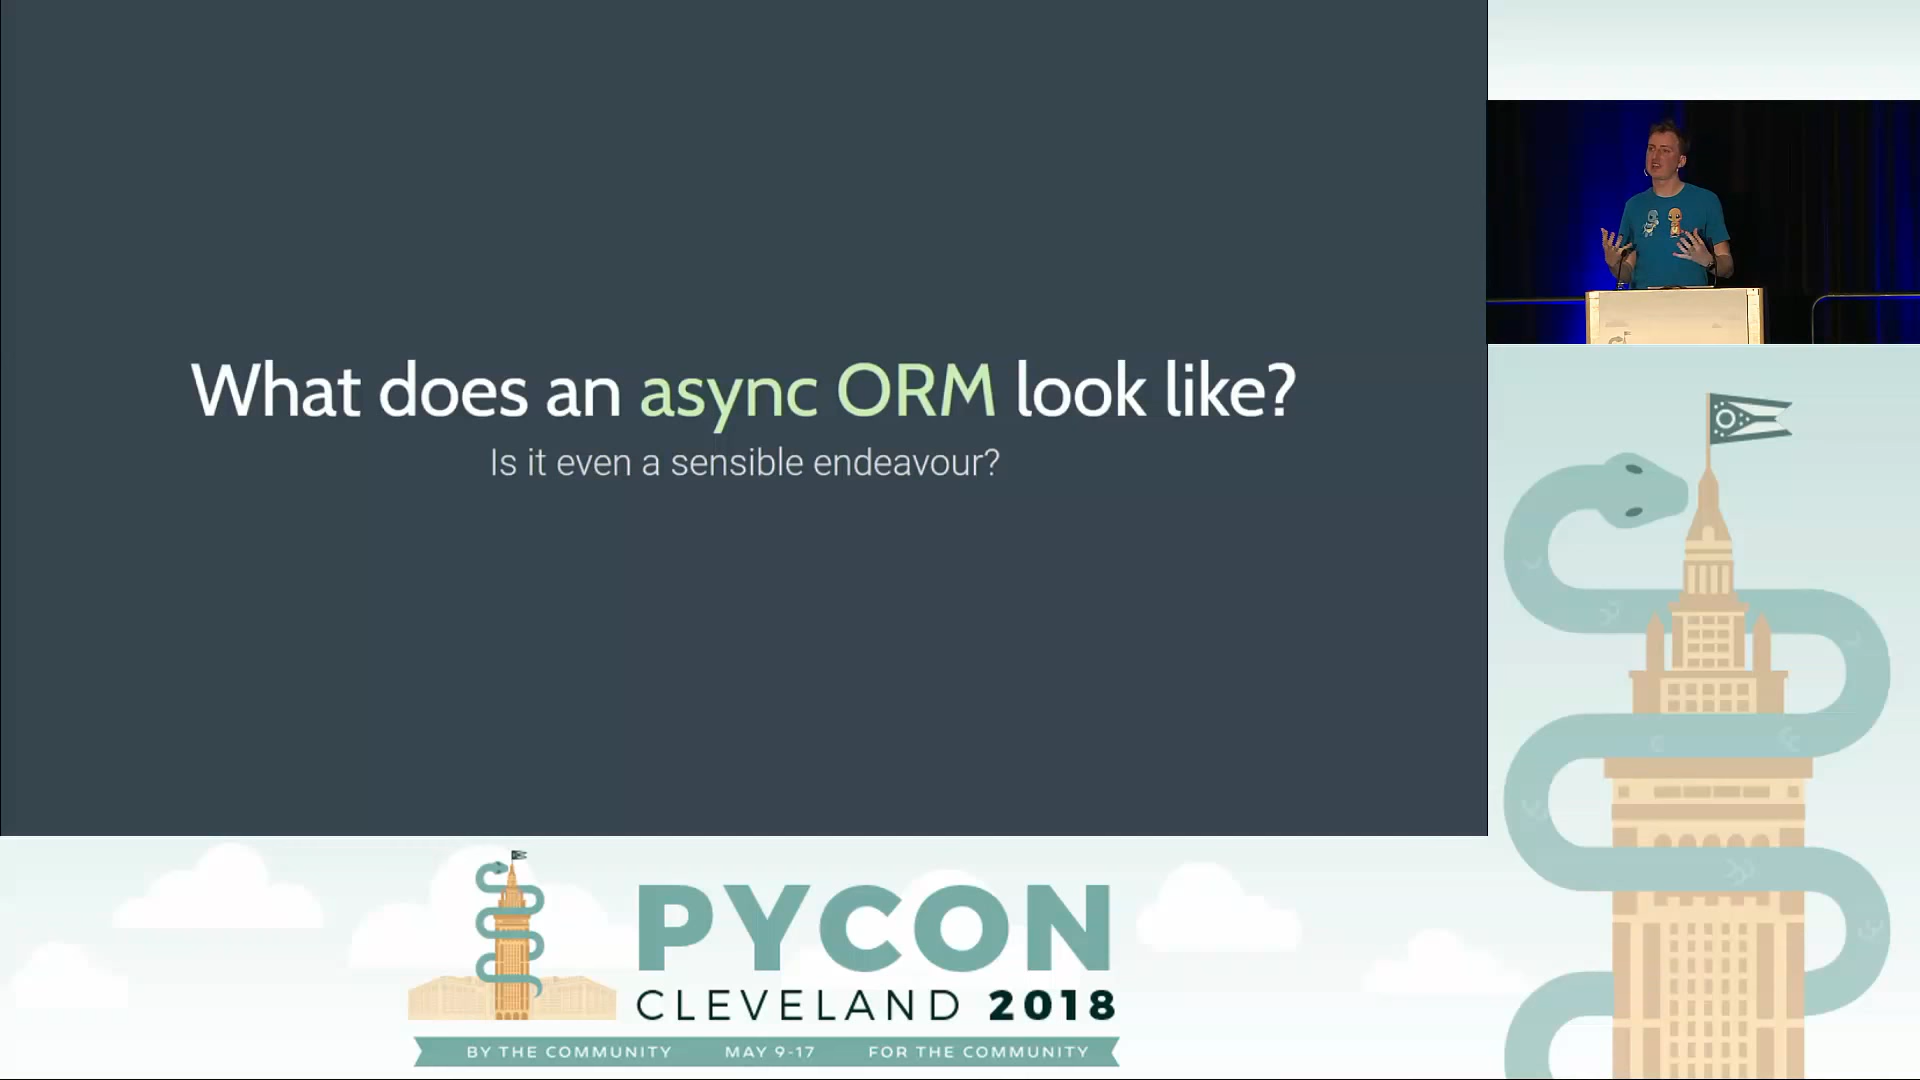 What does an async ORM look like?
Is it even a sensible endeavour?
PYCON
CLEVELAND 2018
BY THE COMMUNITY MAY 9-17 FOR THE COMMUNITY